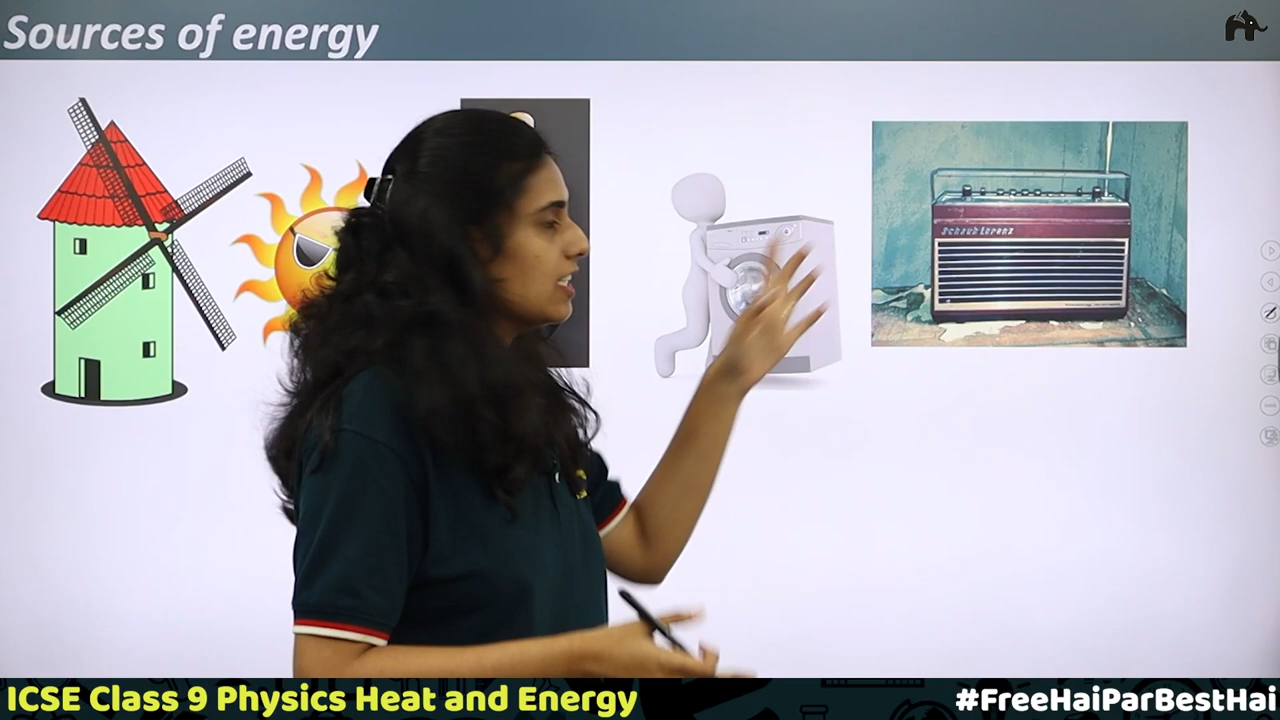 Sources of energy
Schaub Lorenz
ICSE Class 9 Physics Heat and Energy
#FreeHaiParBestHai